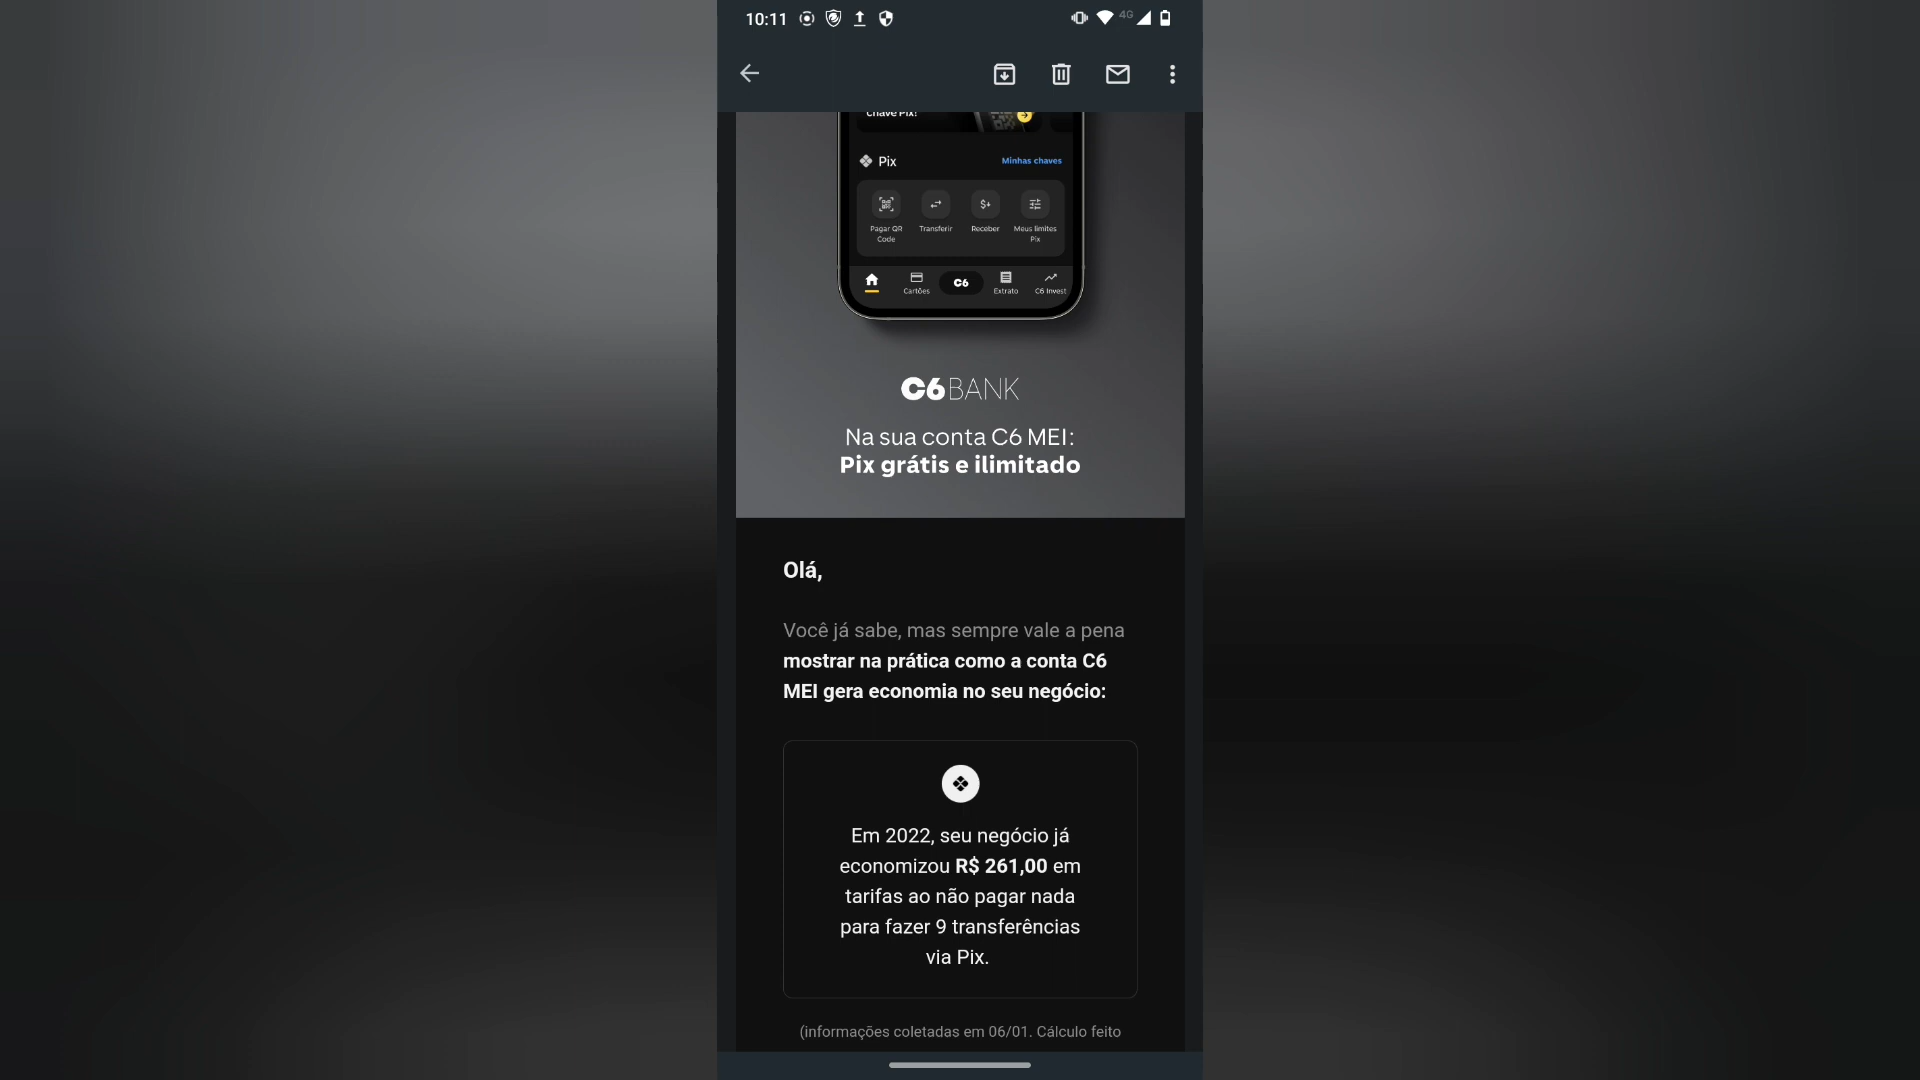 10:11
4G
chave Pix!
Pix
Minhas chaves
Pagar QR Code
Transferir
Receber
Meus limites Pix
Cartões
C6
Extrato
C6 Invest
C6BANK
Na sua conta C6 MEI:
Pix grátis e ilimitado
Olá,
Você já sabe, mas sempre vale a pena
mostrar na prática como a conta C6
MEI gera economia no seu negócio:
Em 2022, seu negócio já
economizou R$ 261,00 em
tarifas ao não pagar nada
para fazer 9 transferências
via Pix.
(informações coletadas em 06/01. Cálculo feito